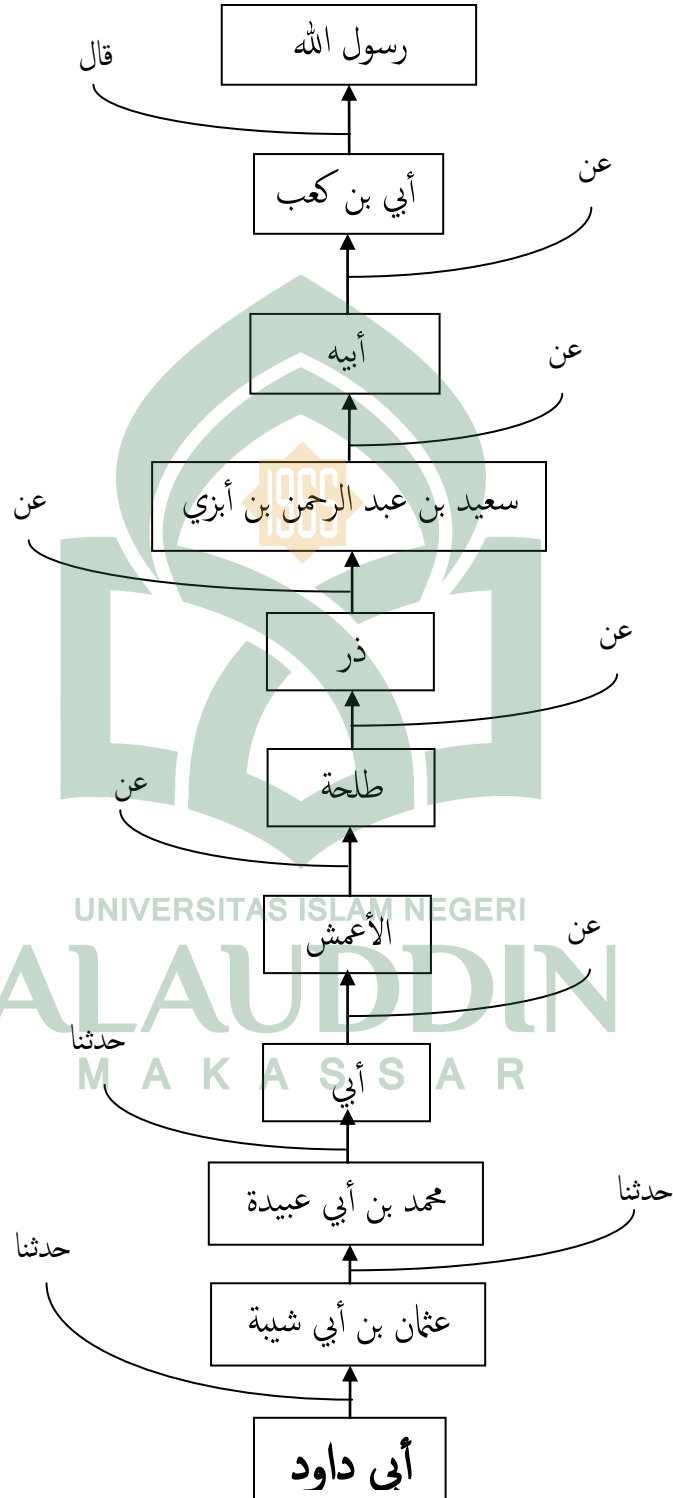 رسول الله
قال
أبي بن كعب
عن
أبيه
عن
سعيد بن عبد الرحمن بن أبزي
1965
عن
ذر
عن
طلحة
عن
UNIVERSITAS ISLAM NEGERI
الأعمش
عن
ALAUDDIN
حدثنا
MAKASSAR
أبي
محمد بن أبي عبيدة
حدثنا
حدثنا
عثمان بن أبي شيبة
أبي داود